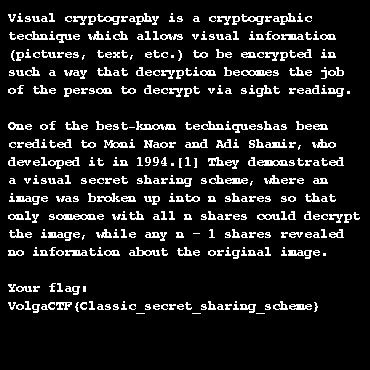 Visual cryptography is a cryptographic
technique which allows visual information
(pictures, text, etc.) to be encrypted in
such a way that decryption becomes the job
of the person to decrypt via sight reading.
One of the best-known techniqueshas been
credited to Moni Naor and Adi Shamir, who
developed it in 1994.[1] They demonstrated
a visual secret sharing scheme, where an
image was broken up into n shares so that
only someone with all n shares could decrypt
the image, while any n - 1 shares revealed
no information about the original image.
Your flag:
VolgaCTF{Classic_secret_sharing_scheme}